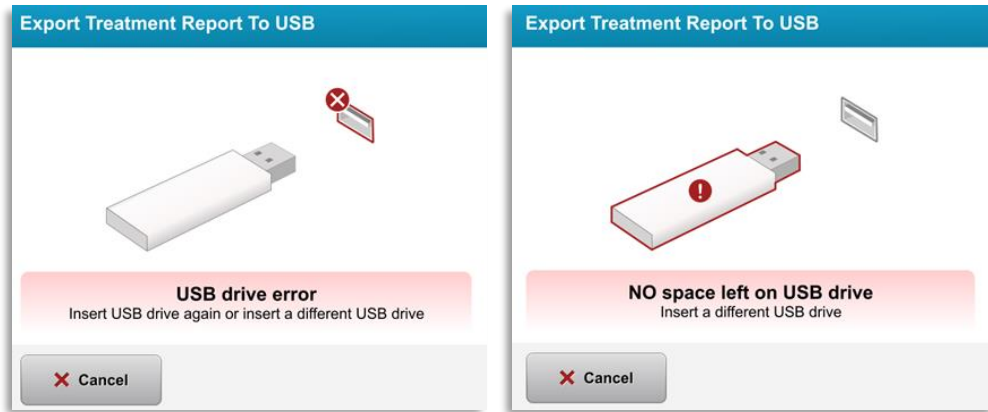 Export Treatment Report To USB
USB drive error
Insert USB drive again or insert a different USB drive
Cancel
Export Treatment Report To USB
NO space left on USB drive
Insert a different USB drive
Cancel